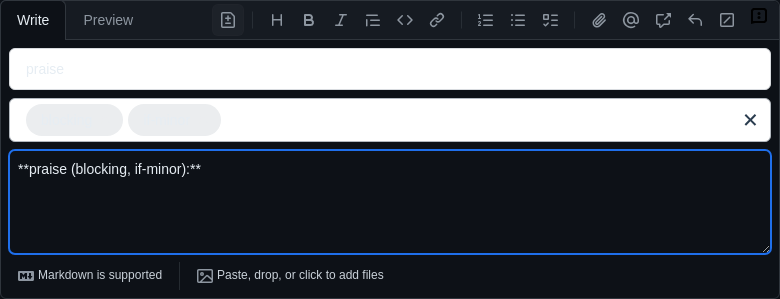 Write Preview
praise
**praise (blocking, if-minor):**
Markdown is supported Paste, drop, or click to add files